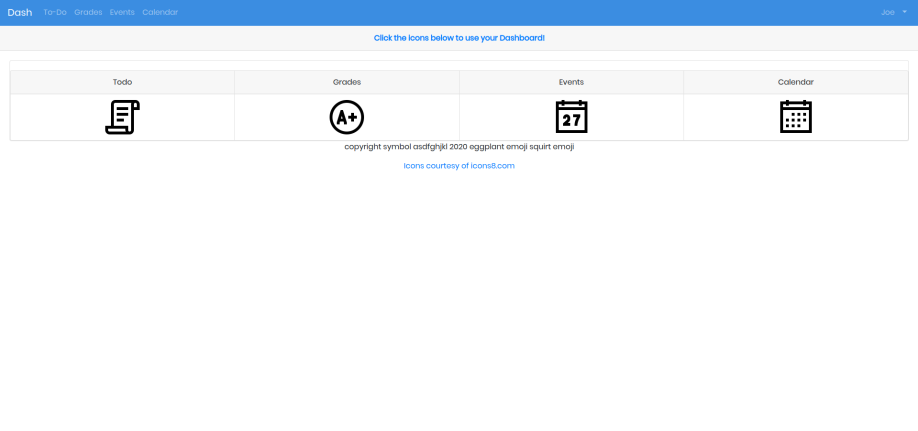 Dash To-Do Grades Events Calendar Joe
Click the icons below to use your Dashboard!
Todo Grades Events Calendar
A+ 27
copyright symbol asdfghjkl 2020 eggplant emoji squirt emoji
Icons courtesy of icons8.com